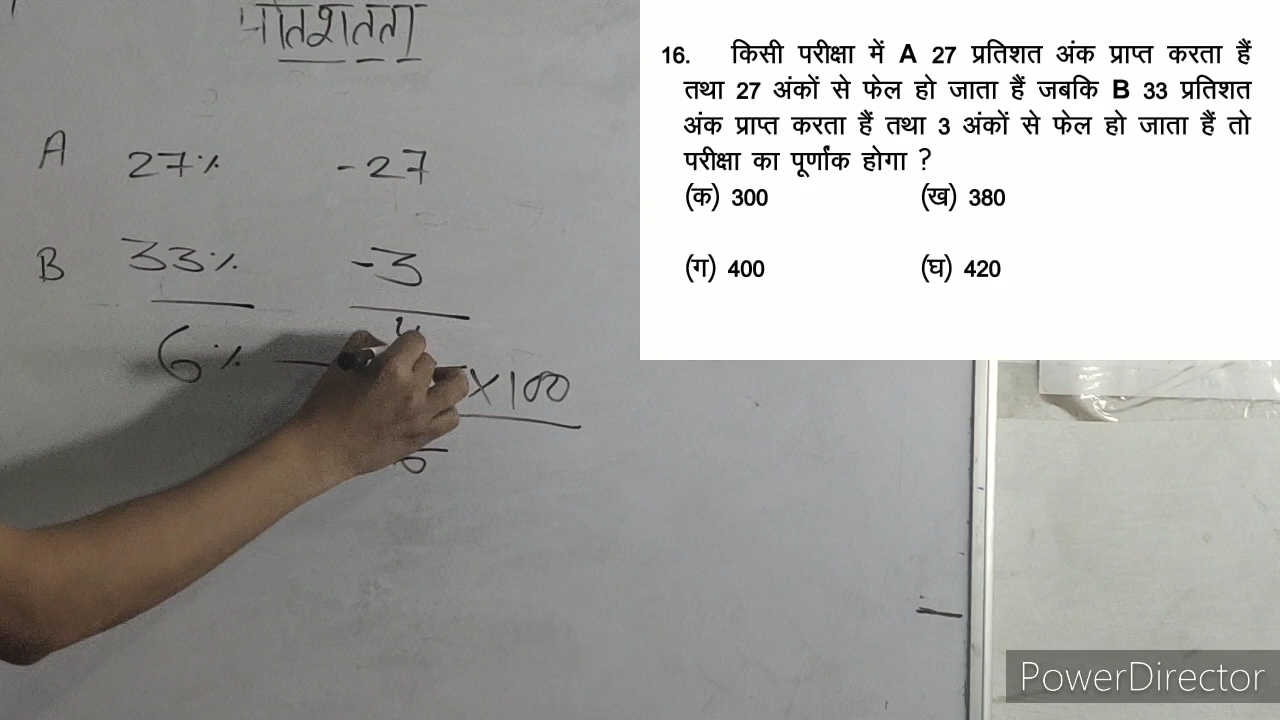 प्रतिशतता
A 27% -27
B 33% -3
6% —
×100
6
16. किसी परीक्षा में A 27 प्रतिशत अंक प्राप्त करता हैं
तथा 27 अंकों से फेल हो जाता हैं जबकि B 33 प्रतिशत
अंक प्राप्त करता हैं तथा 3 अंकों से फेल हो जाता हैं तो
परीक्षा का पूर्णांक होगा ?
(क) 300 (ख) 380
(ग) 400 (घ) 420
PowerDirector